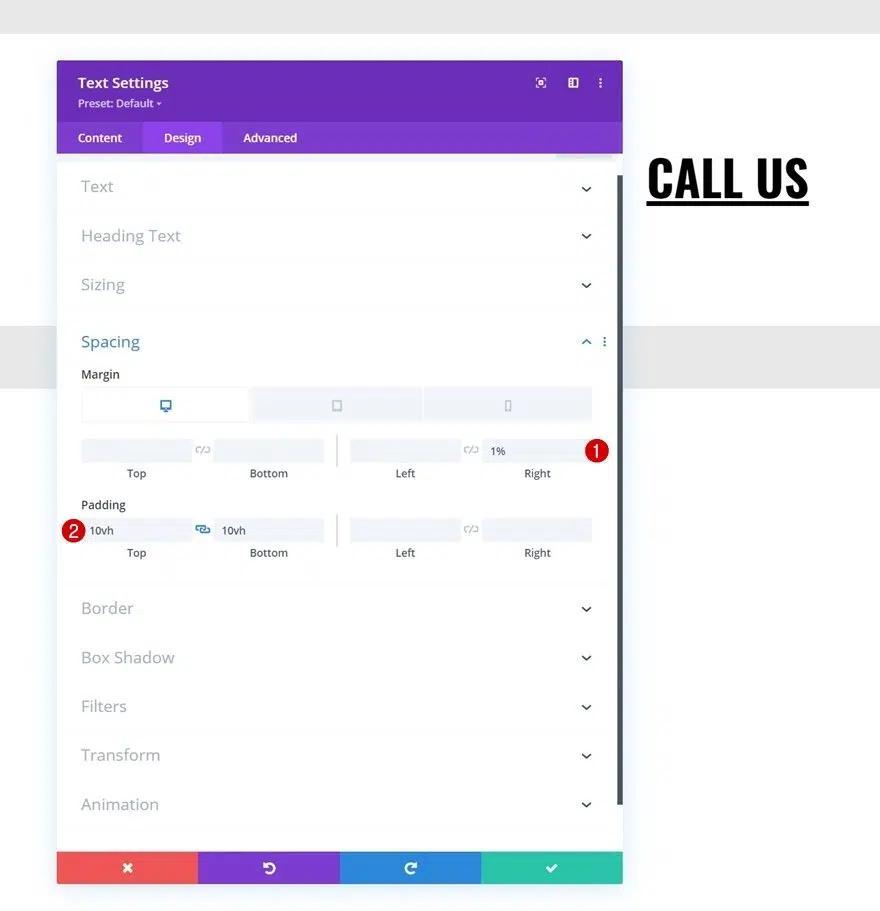 Text Settings
Preset: Default
Content Design Advanced
CALL US
Text
Heading Text
Sizing
Spacing
Margin
1% 1
Top Bottom Left Right
Padding
2 10vh 10vh
Top Bottom Left Right
Border
Box Shadow
Filters
Transform
Animation